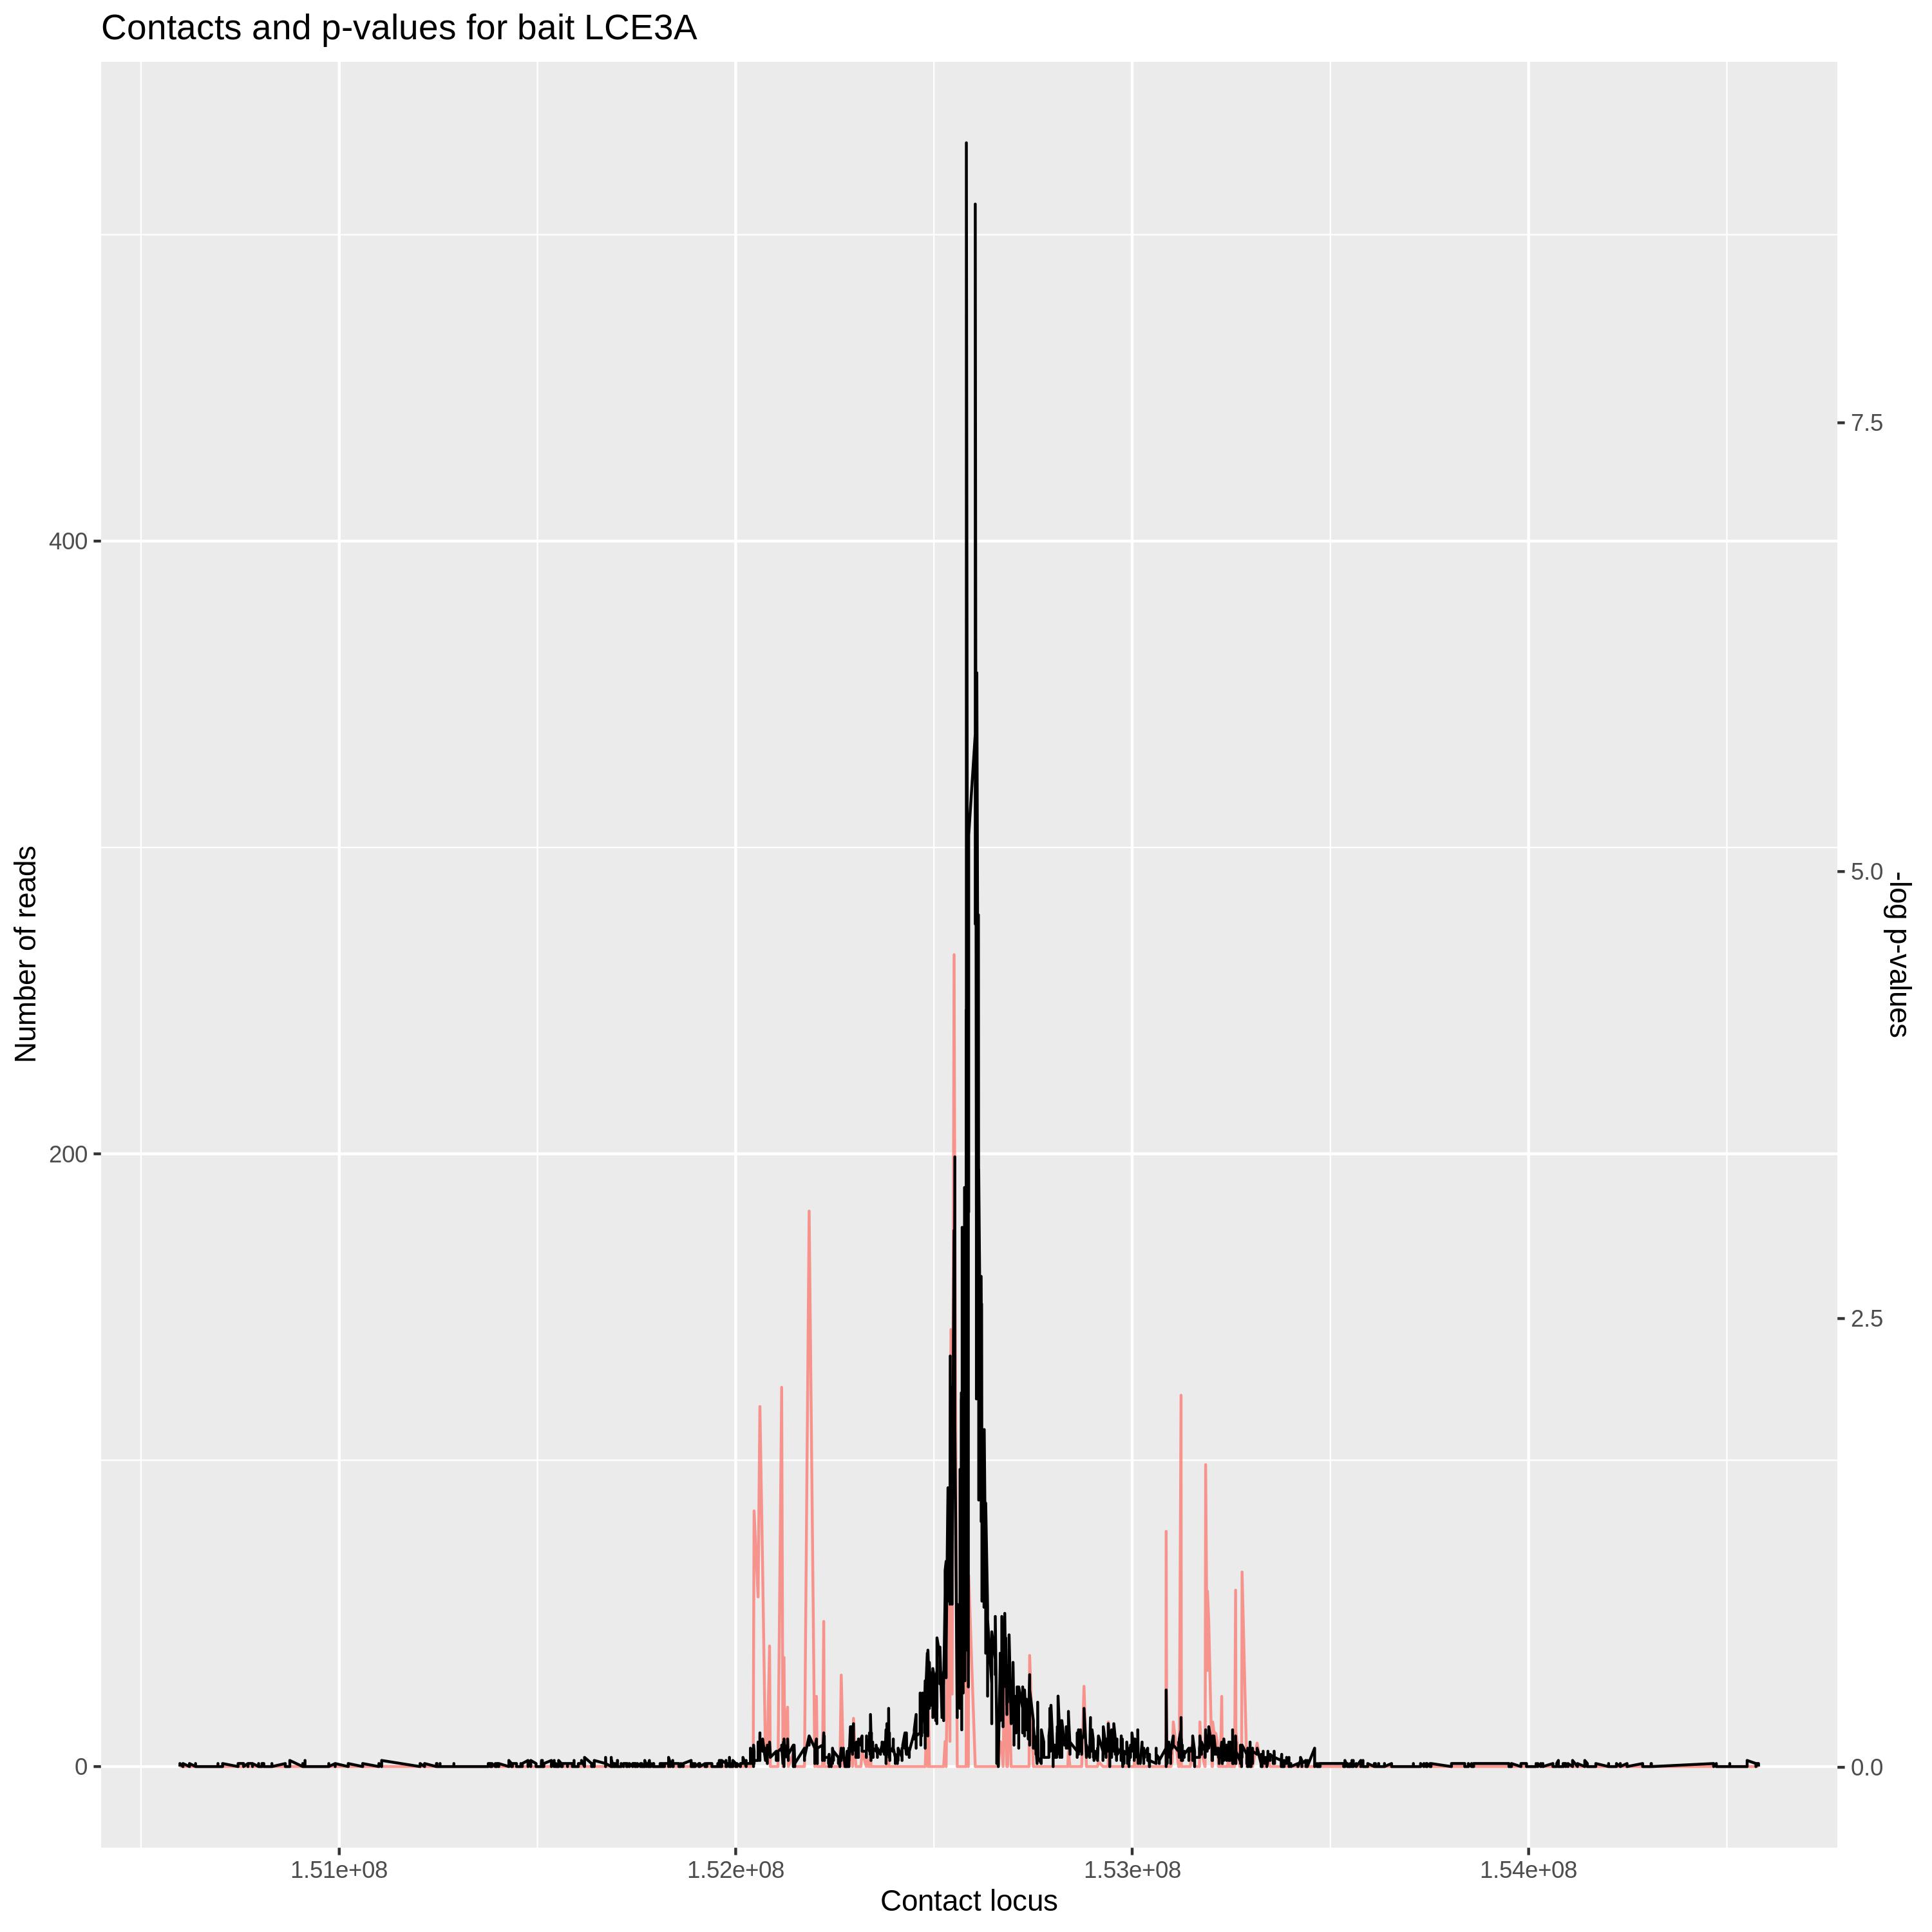 Contacts and p-values for bait LCE3A
Number of reads
400
200
0
7.5
5.0
2.5
0.0
-log p-values
1.51e+08
1.52e+08
1.53e+08
1.54e+08
Contact locus